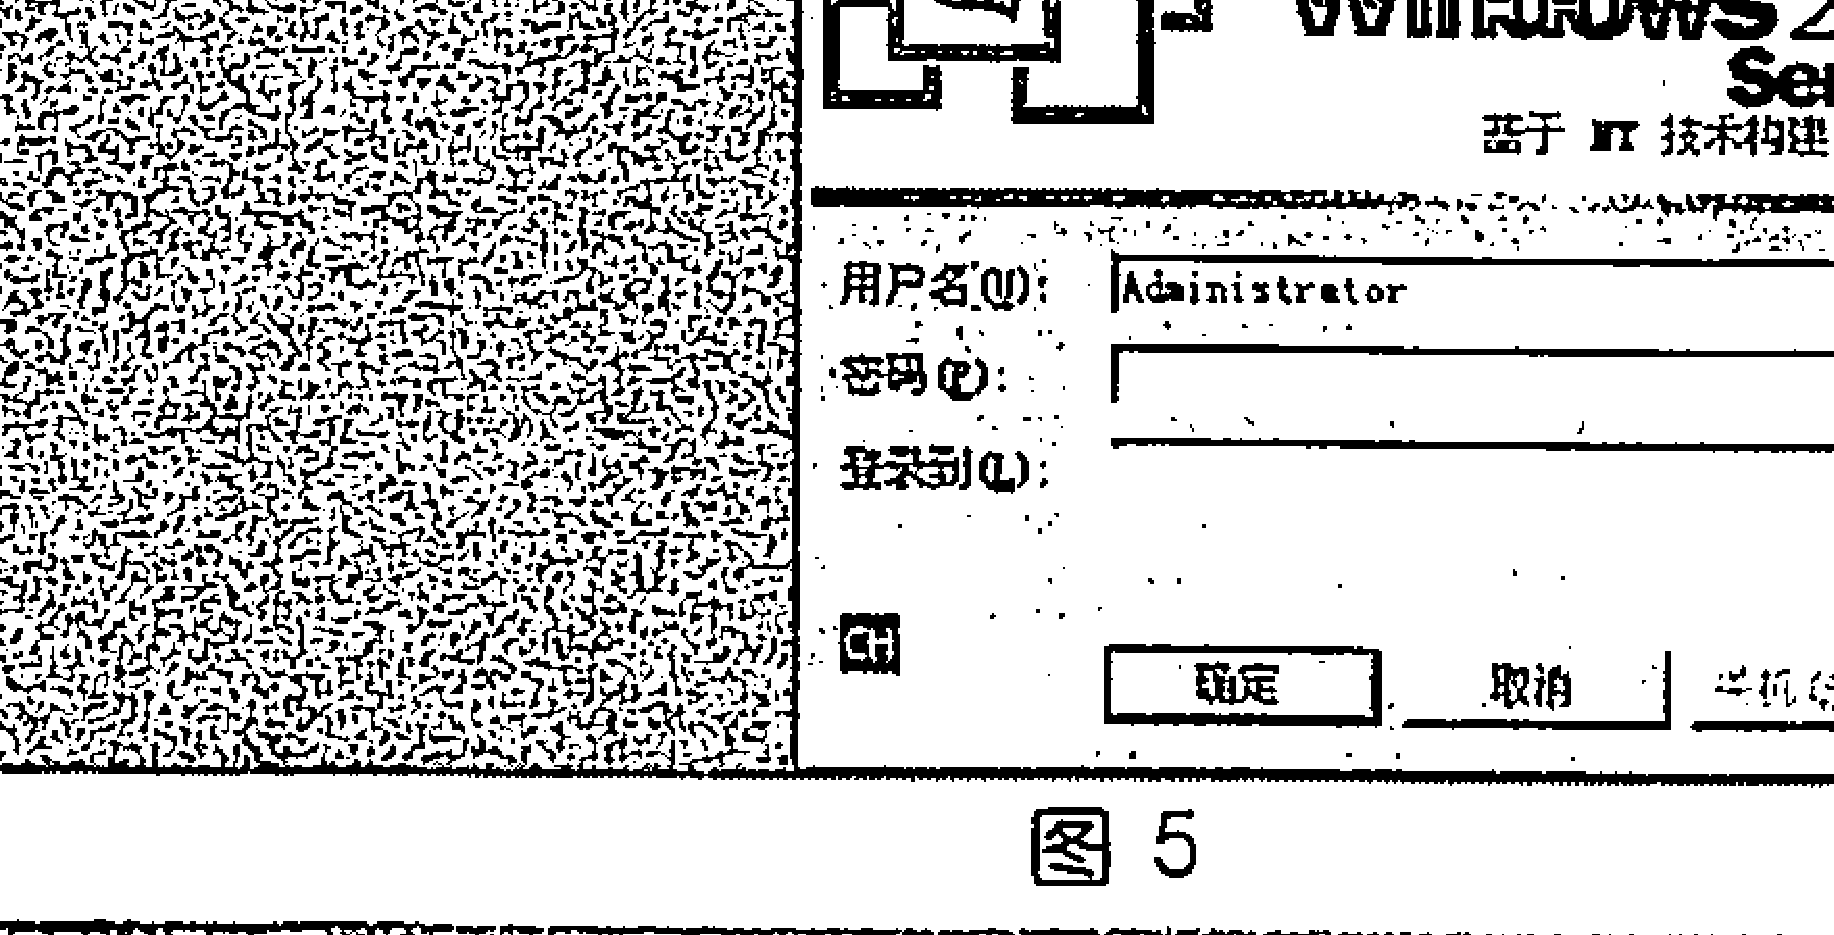 Windows
Ser
基于 NT 技术构建
用户名(U):
Administrator
密码(P):
登录到(L):
CH
确定
取消
图 5